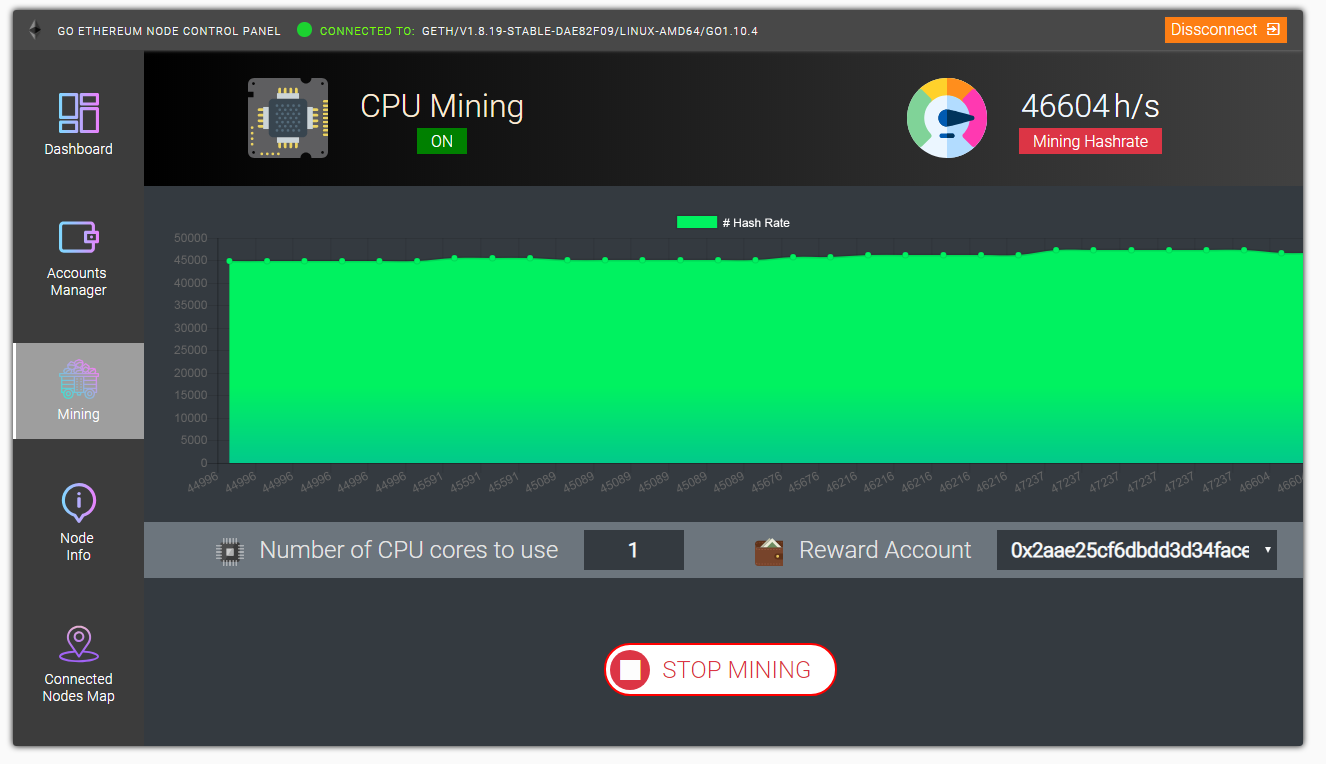 GO ETHEREUM NODE CONTROL PANEL
CONNECTED TO: GETH/V1.8.19-STABLE-DAE82F09/LINUX-AMD64/GO1.10.4
Dissconnect
Dashboard
Accounts
Manager
Mining
Node
Info
Connected
Nodes Map
CPU Mining
ON
46604 h/s
Mining Hashrate
# Hash Rate
50000
45000
40000
35000
30000
25000
20000
15000
10000
5000
0
44996 44996 44996 44996 44996 44996 45591 45591 45591 45089 45089 45089 45089 45089 45089 45676 45676 46216 46216 46216 46216 46216 47237 47237 47237 47237 47237 47237 46604
Number of CPU cores to use
1
Reward Account
0x2aae25cf6dbdd3d34face
STOP MINING